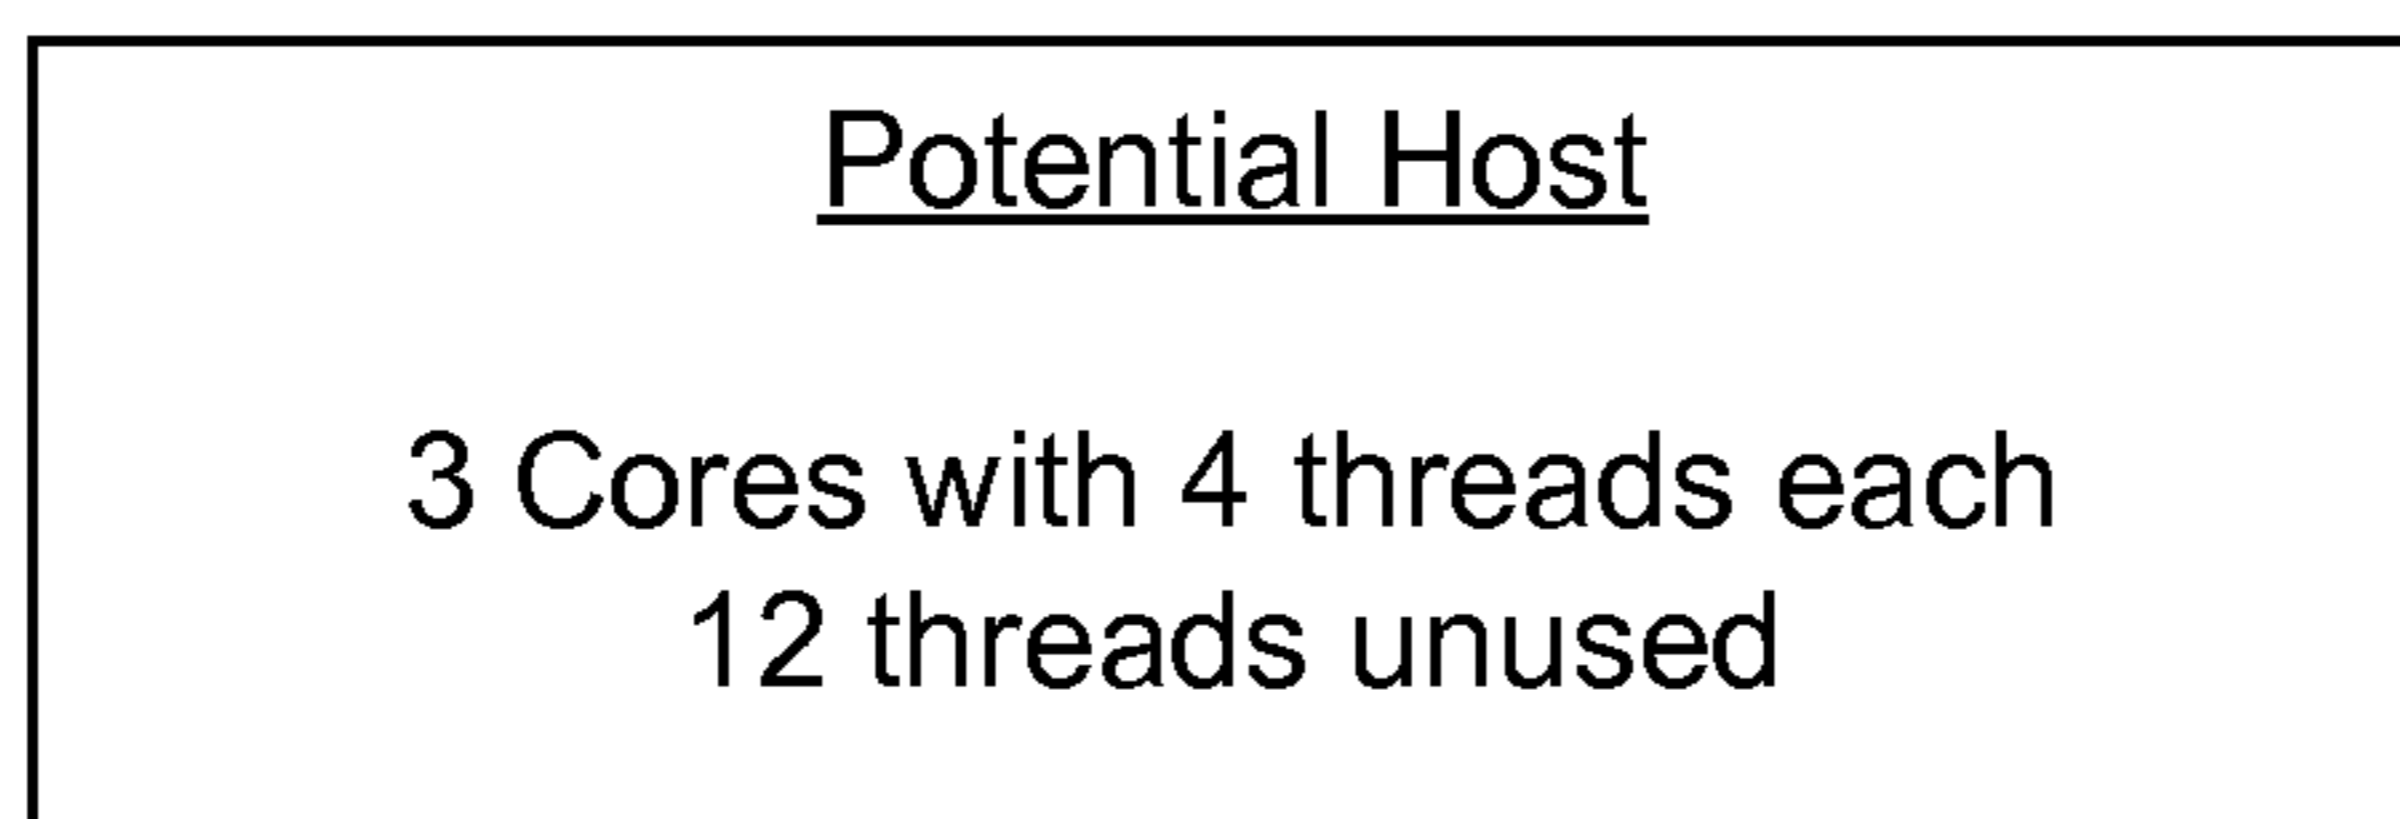 Potential Host
3 Cores with 4 threads each
12 threads unused